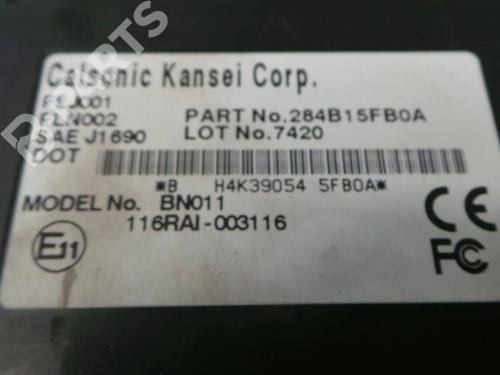 Calsonic Kansei Corp.
FLN002 PART No.284B15FB0A
SAE J1690 LOT No.7420
DOT
*B H4K39054 5FB0A*
MODEL No. BN011
116RAI-003116
E11
CE
FC